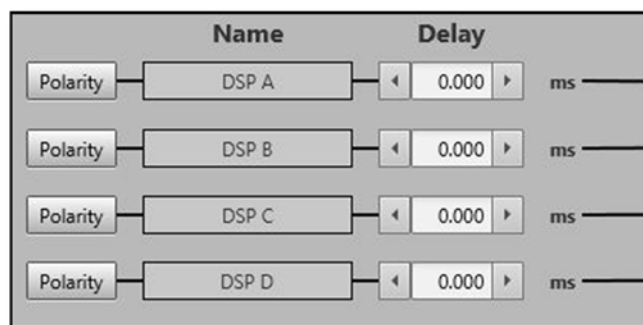 Name Delay
Polarity DSP A 0.000 ms
Polarity DSP B 0.000 ms
Polarity DSP C 0.000 ms
Polarity DSP D 0.000 ms